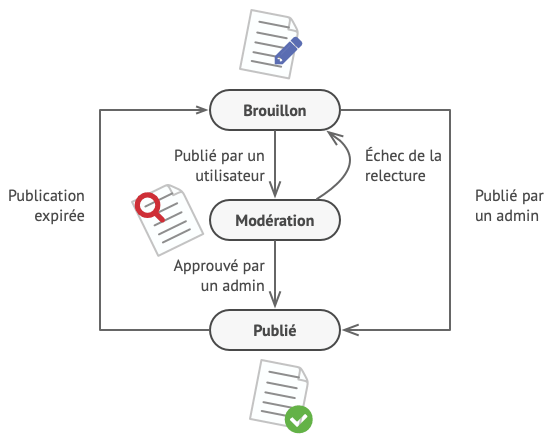 Brouillon
Publié par un
utilisateur
Échec de la
relecture
Publication
expirée
Publié par
un admin
Modération
Approuvé par
un admin
Publié